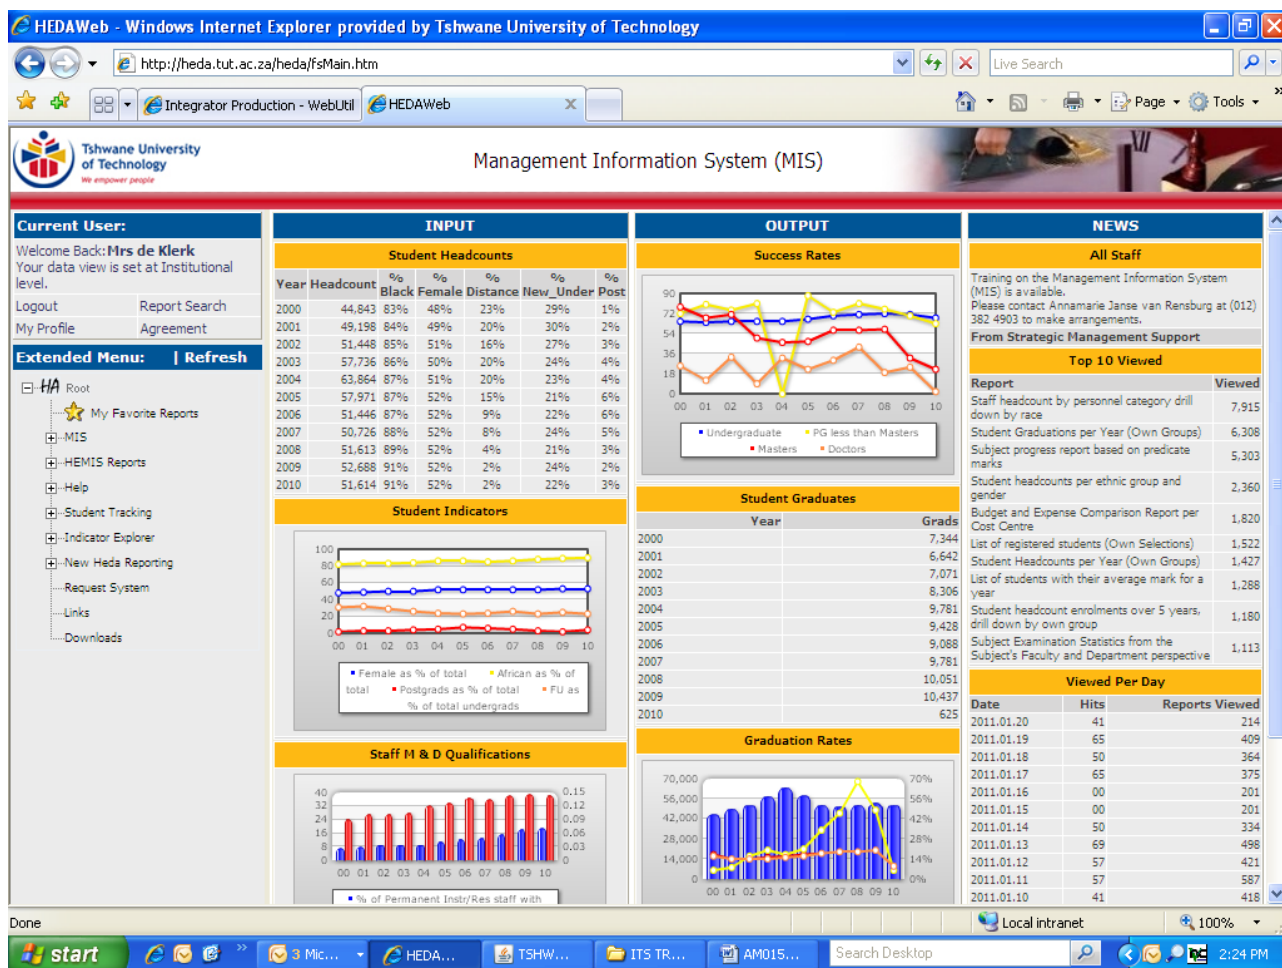 HEDAWeb - Windows Internet Explorer provided by Tshwane University of Technology
http://heda.tut.ac.za/heda/fsMain.htm
Live Search
Integrator Production - WebUtil
HEDAWeb
Page
Tools
Tshwane University
of Technology
We empower people
Management Information System (MIS)
Current User:
Welcome Back:Mrs de Klerk
Your data view is set at Institutional
level.
Logout Report Search
My Profile Agreement
Extended Menu: | Refresh
HA Root
My Favorite Reports
MIS
HEMIS Reports
Help
Student Tracking
Indicator Explorer
New Heda Reporting
Request System
Links
Downloads
INPUT
Student Headcounts
Year Headcount % Black % Female % Distance % New_Under % Post
2000 44,843 83% 48% 23% 29% 1%
2001 49,198 84% 49% 20% 30% 2%
2002 51,448 85% 51% 16% 27% 3%
2003 57,736 86% 50% 20% 24% 4%
2004 63,864 87% 51% 20% 23% 4%
2005 57,971 87% 52% 15% 21% 6%
2006 51,446 87% 52% 9% 22% 6%
2007 50,726 88% 52% 8% 24% 5%
2008 51,613 89% 52% 4% 21% 3%
2009 52,688 91% 52% 2% 24% 2%
2010 51,614 91% 52% 2% 22% 3%
Student Indicators
100
80
60
40
20
0
00 01 02 03 04 05 06 07 08 09 10
Female as % of total African as % of
total Postgrads as % of total FU as
% of total undergrads
Staff M & D Qualifications
40 0.15
32 0.12
24 0.09
16 0.06
8 0.03
0 0
00 01 02 03 04 05 06 07 08 09 10
% of Permanent Instr/Res staff with
OUTPUT
Success Rates
90
72
54
36
18
0
00 01 02 03 04 05 06 07 08 09 10
Undergraduate PG less than Masters
Masters Doctors
Student Graduates
Year Grads
2000 7,344
2001 6,642
2002 7,071
2003 8,306
2004 9,781
2005 9,428
2006 9,088
2007 9,781
2008 10,051
2009 10,437
2010 625
Graduation Rates
70,000 70%
56,000 56%
42,000 42%
28,000 28%
14,000 14%
0 0%
00 01 02 03 04 05 06 07 08 09 10
NEWS
All Staff
Training on the Management Information System
(MIS) is available.
Please contact Annamarie Janse van Rensburg at (012)
382 4903 to make arrangements.
From Strategic Management Support
Top 10 Viewed
Report Viewed
Staff headcount by personnel category drill
down by race 7,915
Student Graduations per Year (Own Groups) 6,308
Subject progress report based on predicate
marks 5,303
Student headcounts per ethnic group and
gender 2,360
Budget and Expense Comparison Report per
Cost Centre 1,820
List of registered students (Own Selections) 1,522
Student Headcounts per Year (Own Groups) 1,427
List of students with their average mark for a
year 1,288
Student headcount enrolments over 5 years,
drill down by own group 1,180
Subject Examination Statistics from the
Subject's Faculty and Department perspective 1,113
Viewed Per Day
Date Hits Reports Viewed
2011.01.20 41 214
2011.01.19 65 409
2011.01.18 50 364
2011.01.17 65 375
2011.01.16 00 201
2011.01.15 00 201
2011.01.14 50 334
2011.01.13 69 498
2011.01.12 57 421
2011.01.11 57 587
2011.01.10 41 418
Done
Local intranet
100%
start
3 Mic...
HEDA...
TSHW...
ITS TR...
AM015...
Search Desktop
2:24 PM